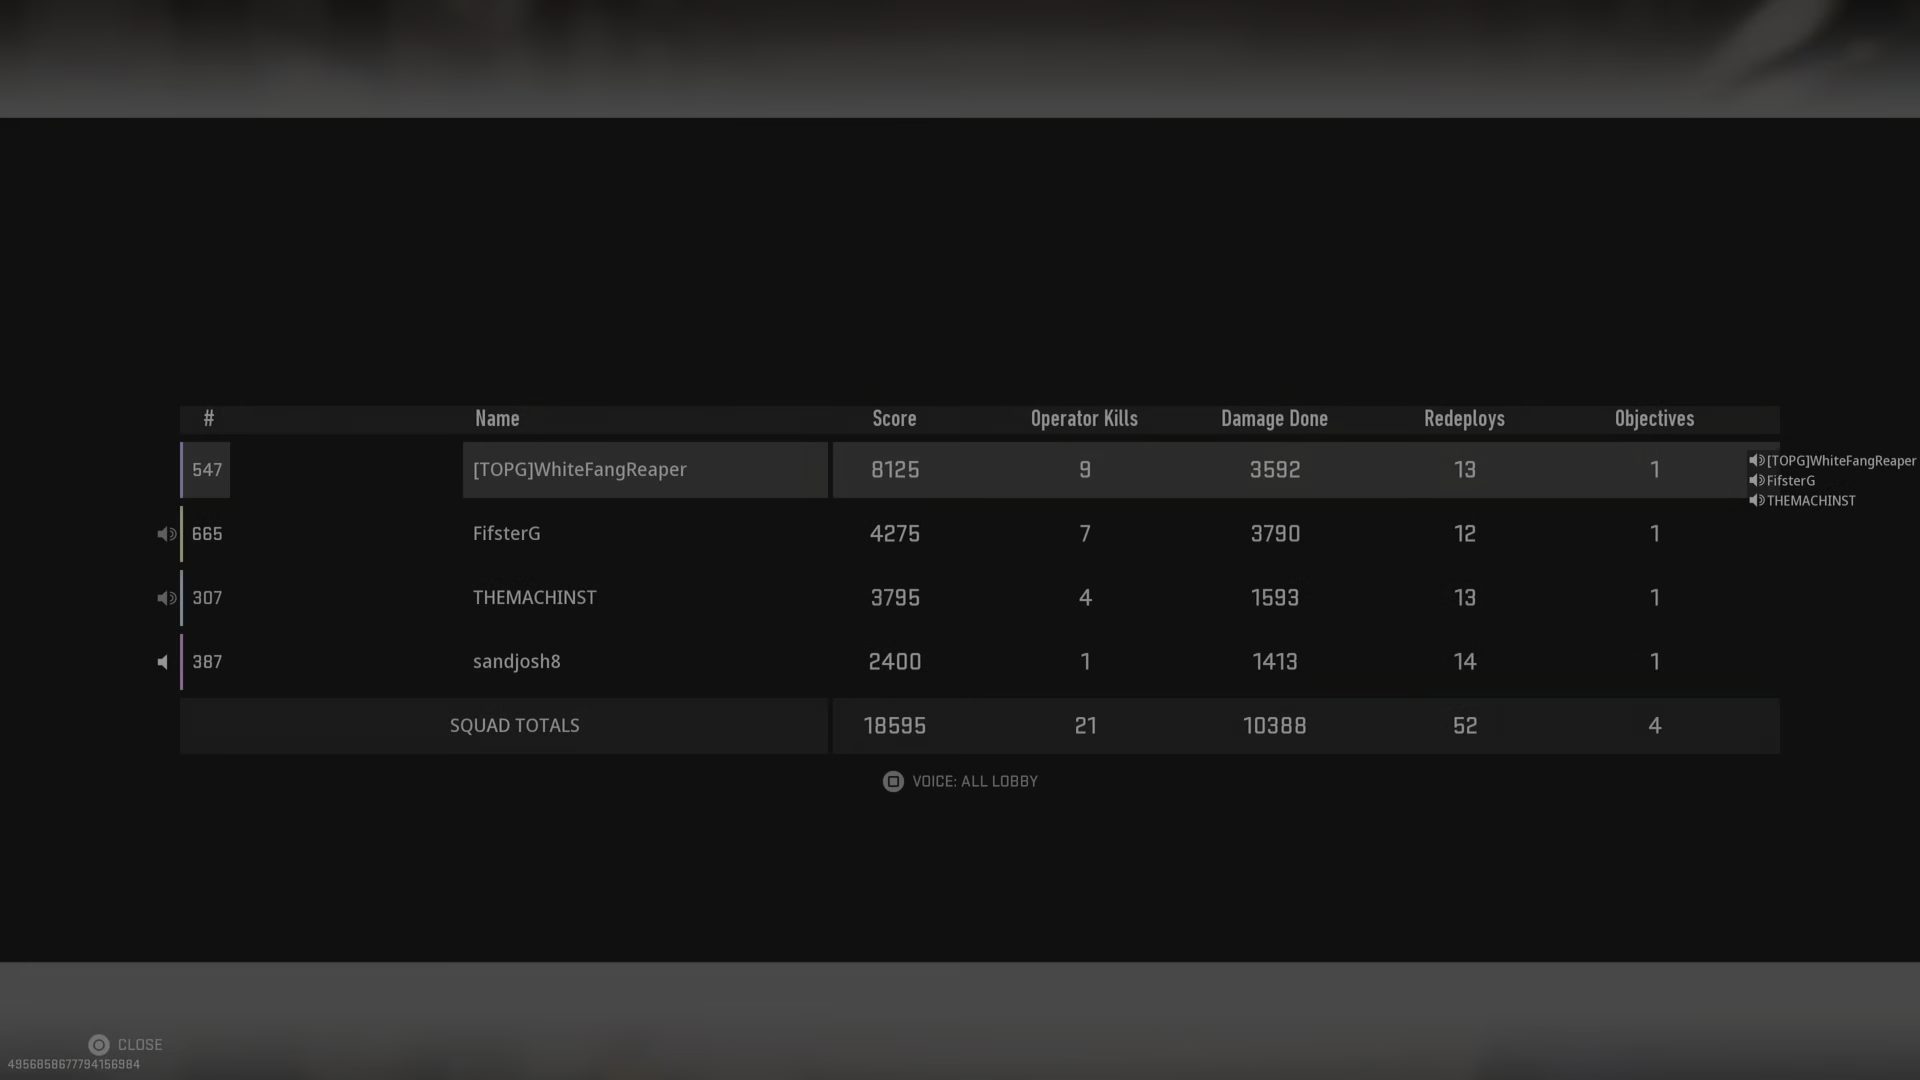 # Name Score Operator Kills Damage Done Redeploys Objectives
547 [TOPG]WhiteFangReaper 8125 9 3592 13 1
[TOPG]WhiteFangReaper
FifsterG
THEMACHINST
665 FifsterG 4275 7 3790 12 1
307 THEMACHINST 3795 4 1593 13 1
387 sandjosh8 2400 1 1413 14 1
SQUAD TOTALS 18595 21 10388 52 4
VOICE: ALL LOBBY
CLOSE
4956858677794156984